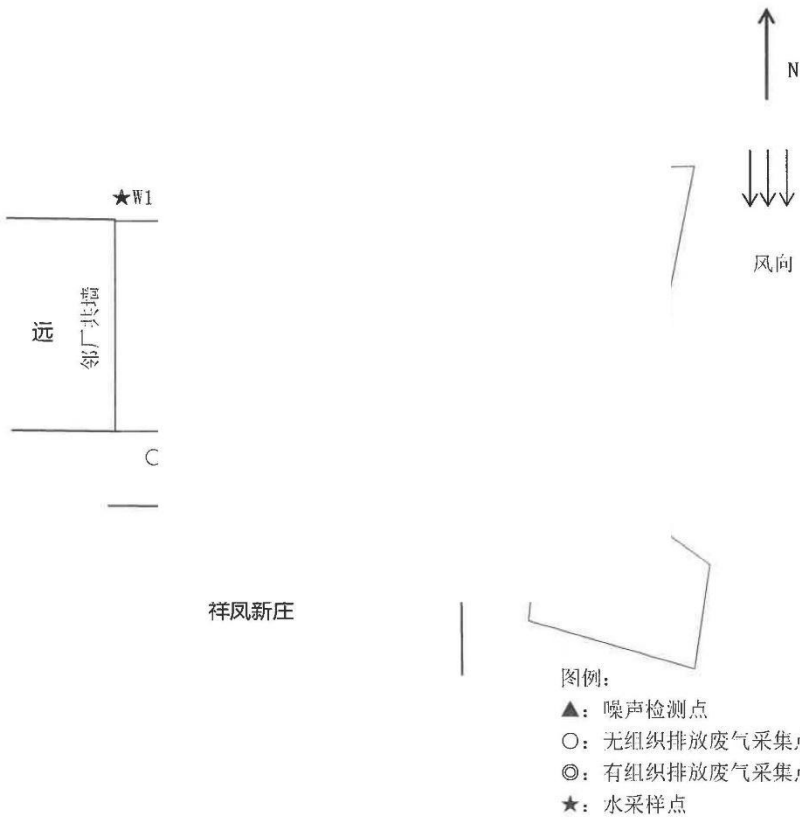 N
★W1
风向
邻厂共墙
远
祥凤新庄
图例：
▲：噪声检测点
○：无组织排放废气采集
◎：有组织排放废气采集
★：水采样点